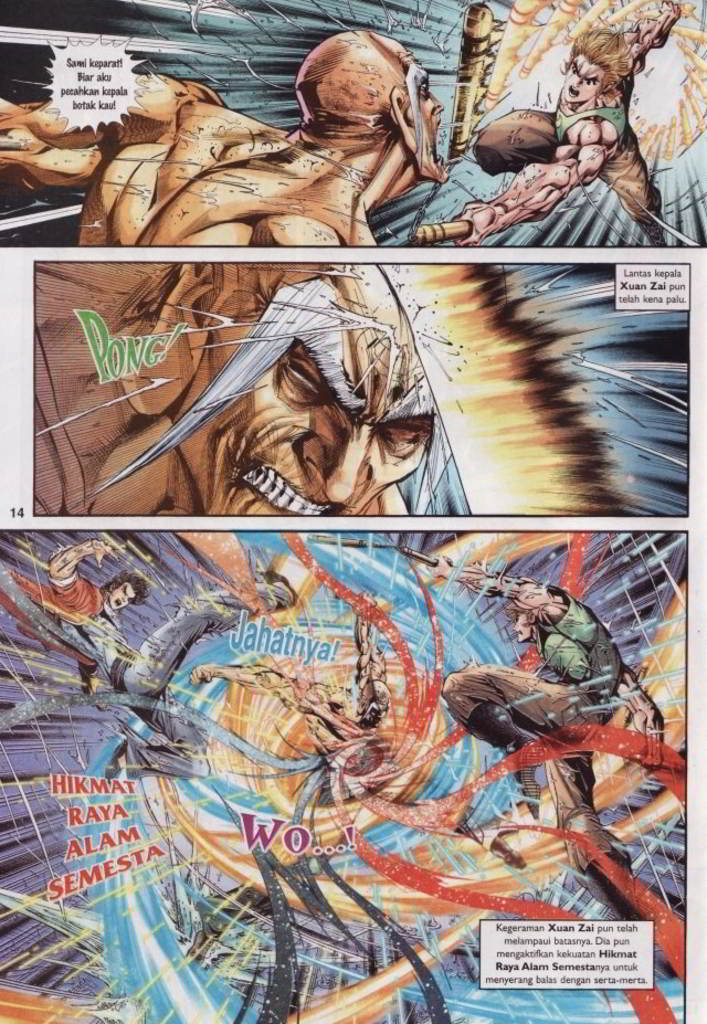 Sami keparat!
Biar aku
pecahkan kepala
botak kau!
Lantas kepala
Xuan Zai pun
telah kena palu.
PONG!
14
Jahatnya!
HIKMAT
RAYA
ALAM
SEMESTA
WO...!
Kegeraman Xuan Zai pun telah
melampaui batasnya. Dia pun
mengaktifkan kekuatan Hikmat
Raya Alam Semestanya untuk
menyerang balas dengan serta-merta.